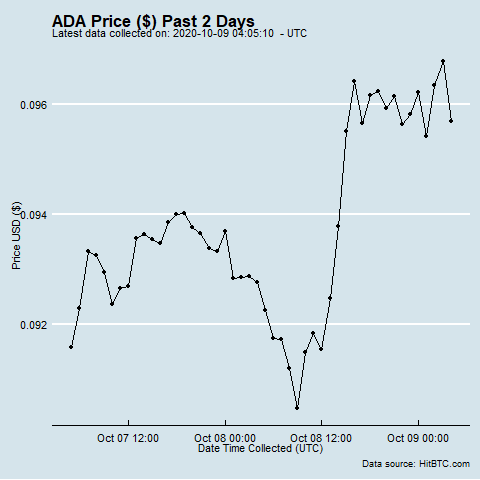 ADA Price ($) Past 2 Days
Latest data collected on: 2020-10-09 04:05:10  - UTC
0.096
0.094
0.092
Price USD ($)
Oct 07 12:00 Oct 08 00:00 Oct 08 12:00 Oct 09 00:00
Date Time Collected (UTC)
Data source: HitBTC.com